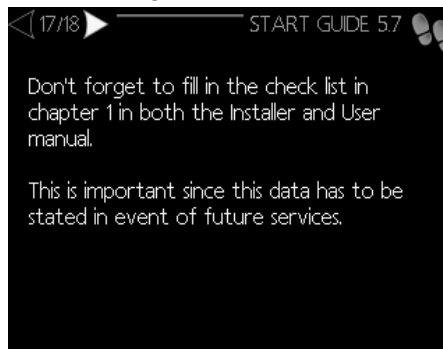 17/18 START GUIDE 5.7
Don't forget to fill in the check list in
chapter 1 in both the Installer and User
manual.
This is important since this data has to be
stated in event of future services.